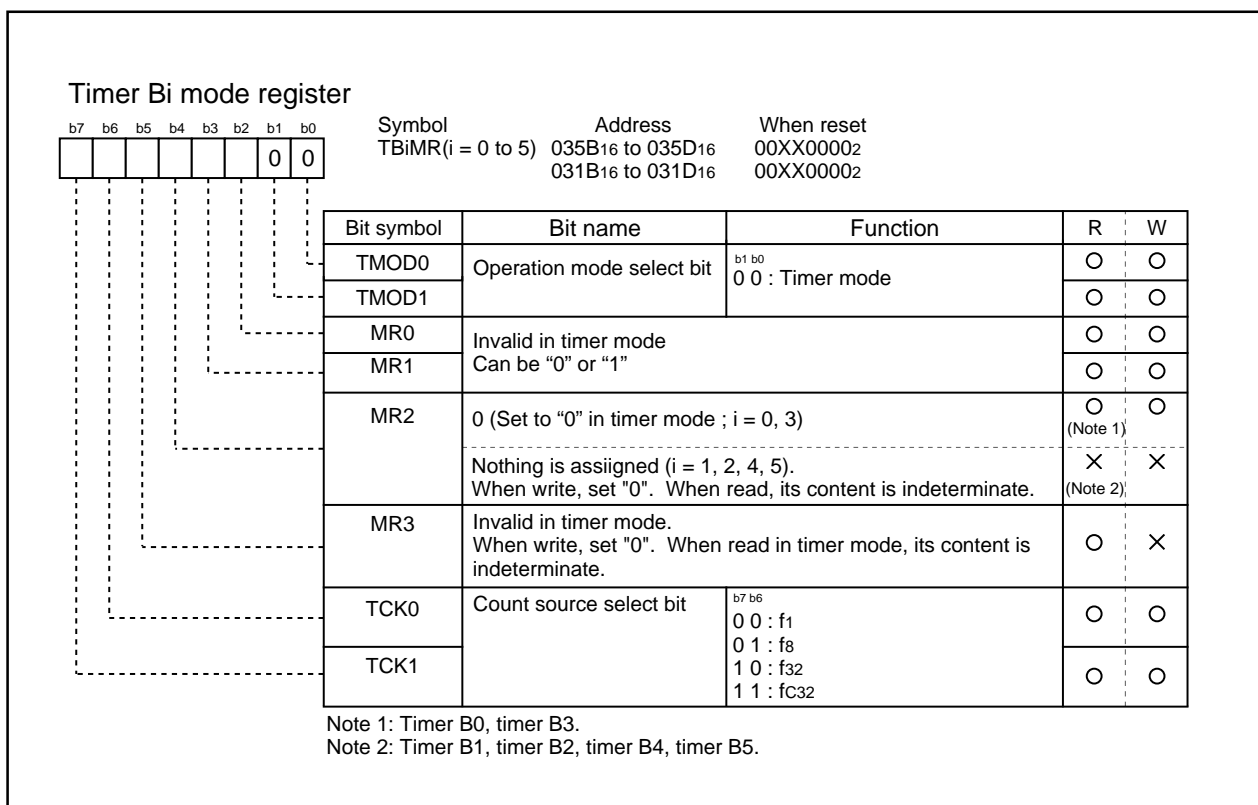 Timer Bi mode register
b7 b6 b5 b4 b3 b2 b1 b0
0 0
Symbol Address When reset
TBiMR(i = 0 to 5) 035B16 to 035D16 00XX00002
031B16 to 031D16 00XX00002
Bit symbol Bit name Function R W
TMOD0
TMOD1
Operation mode select bit
b1 b0
0 0 : Timer mode
MR0
MR1
Invalid in timer mode
Can be “0” or “1”
MR2
0 (Set to “0” in timer mode ; i = 0, 3)
(Note 1)
Nothing is assiigned (i = 1, 2, 4, 5).
When write, set "0". When read, its content is indeterminate.
(Note 2)
MR3
Invalid in timer mode.
When write, set "0". When read in timer mode, its content is
indeterminate.
TCK0
TCK1
Count source select bit
b7 b6
0 0 : f1
0 1 : f8
1 0 : f32
1 1 : fC32
Note 1: Timer B0, timer B3.
Note 2: Timer B1, timer B2, timer B4, timer B5.